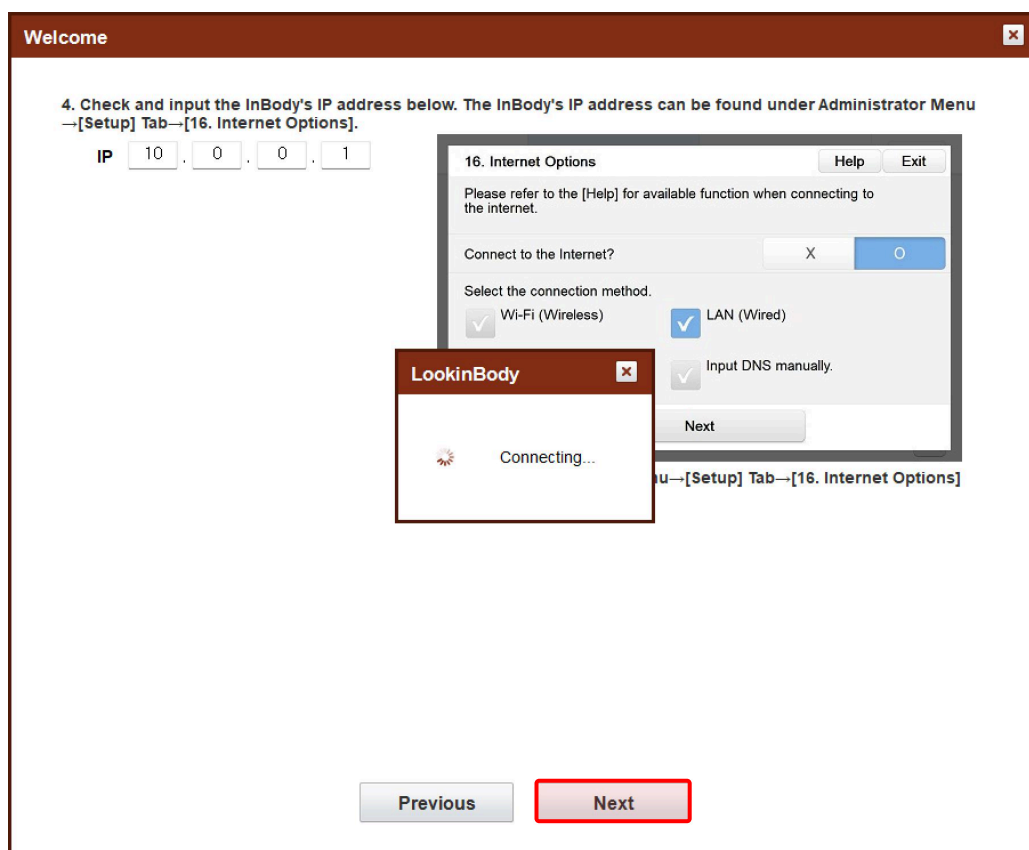 Welcome
4. Check and input the InBody's IP address below. The InBody's IP address can be found under Administrator Menu
→[Setup] Tab→[16. Internet Options].
IP 10 . 0 . 0 . 1
16. Internet Options Help Exit
Please refer to the [Help] for available function when connecting to
the internet.
Connect to the Internet? X O
Select the connection method.
Wi-Fi (Wireless) LAN (Wired)
Input DNS manually.
LookinBody
Next
Connecting...
u→[Setup] Tab→[16. Internet Options]
Previous Next